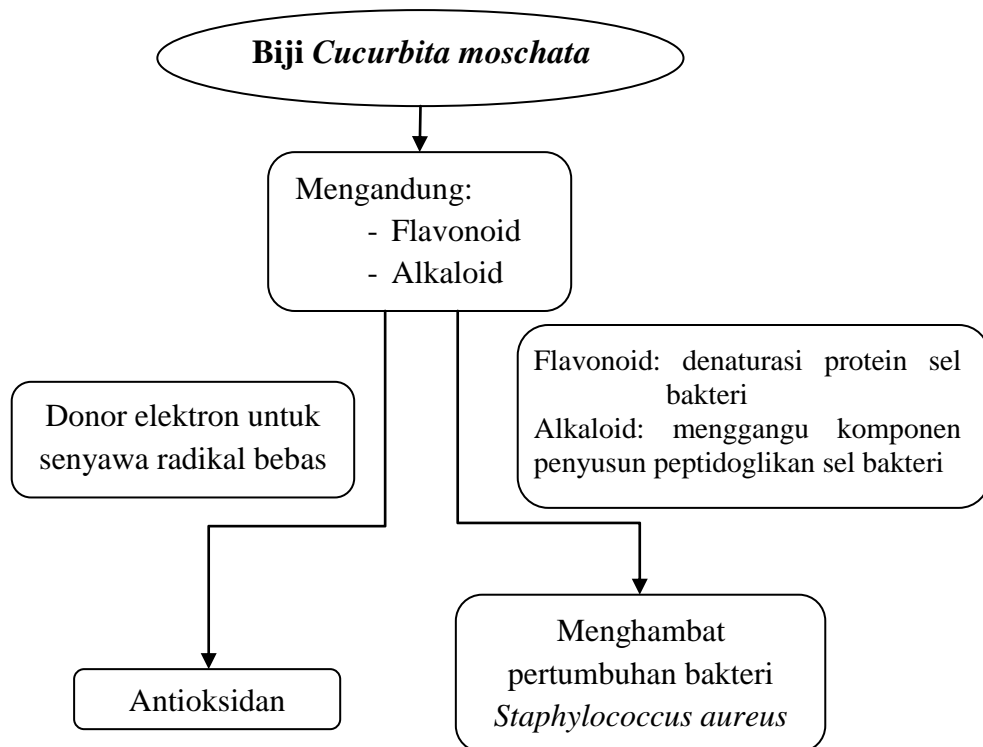 Biji Cucurbita moschata
Mengandung:
- Flavonoid
- Alkaloid
Donor elektron untuk
senyawa radikal bebas
Flavonoid: denaturasi protein sel
bakteri
Alkaloid: menggangu komponen
penyusun peptidoglikan sel bakteri
Antioksidan
Menghambat
pertumbuhan bakteri
Staphylococcus aureus